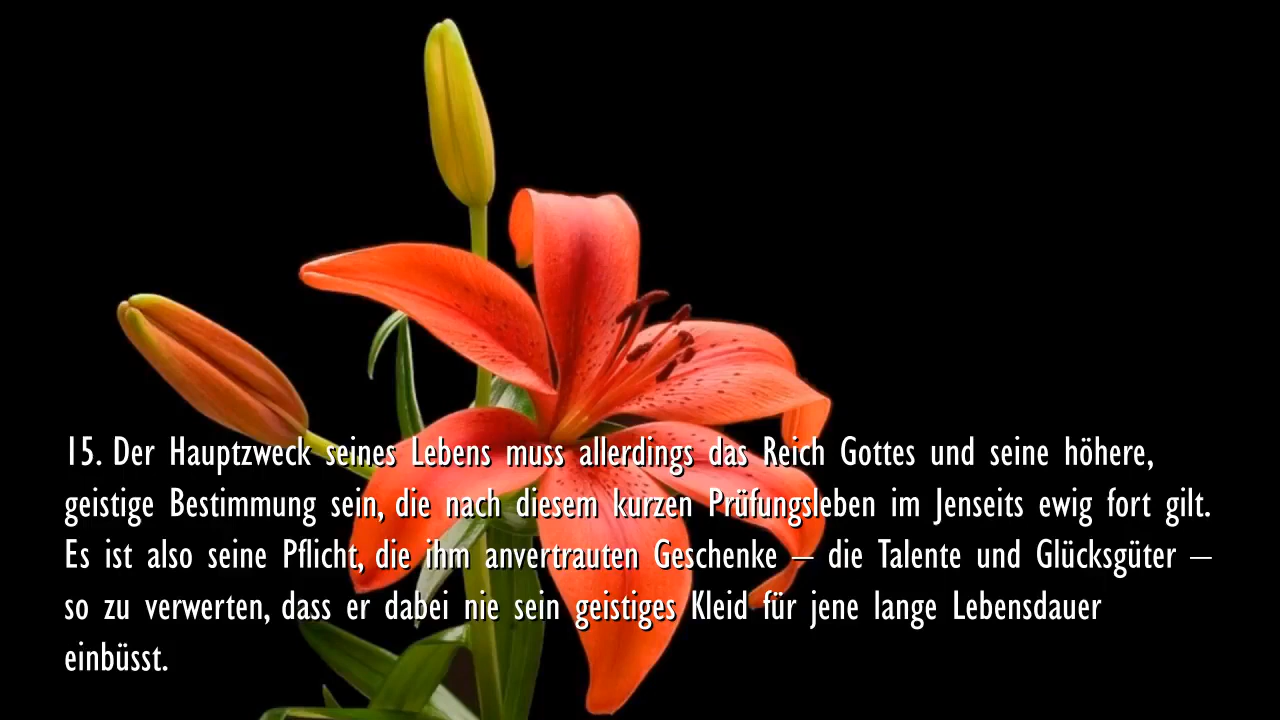 15. Der Hauptzweck seines Lebens muss allerdings das Reich Gottes und seine höhere,
geistige Bestimmung sein, die nach diesem kurzen Prüfungsleben im Jenseits ewig fort gilt.
Es ist also seine Pflicht, die ihm anvertrauten Geschenke – die Talente und Glücksgüter –
so zu verwerten, dass er dabei nie sein geistiges Kleid für jene lange Lebensdauer
einbüsst.